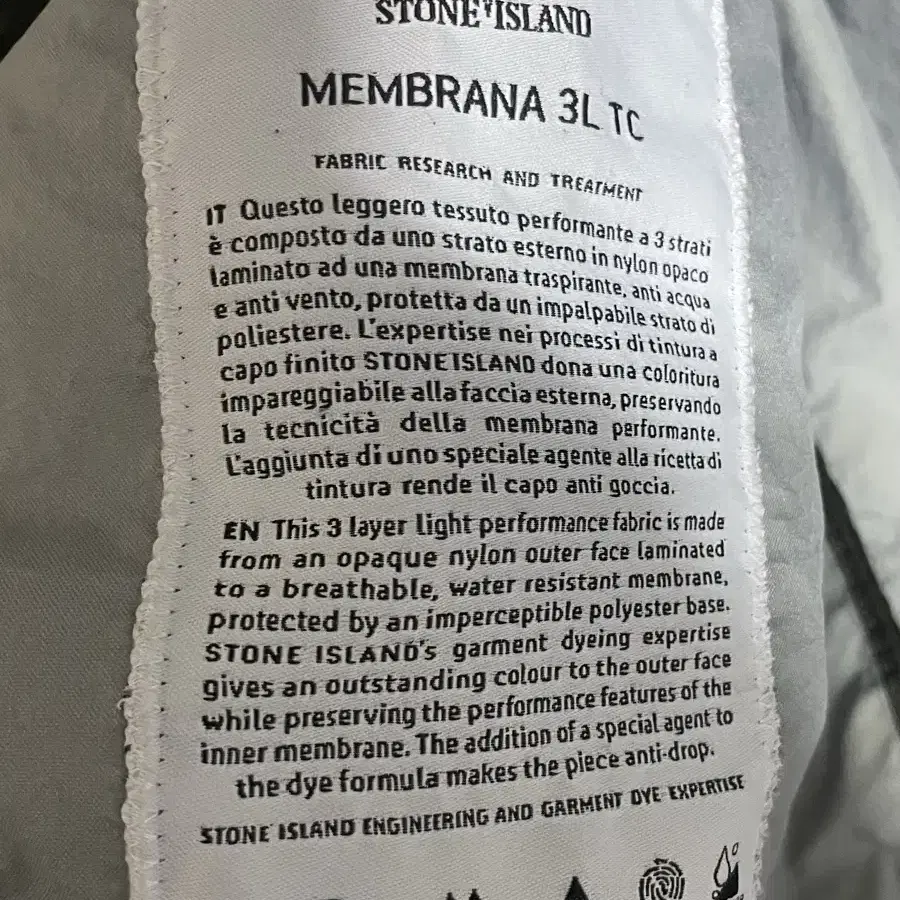 STONE ISLAND
MEMBRANA 3L TC
FABRIC RESEARCH AND TREATMENT
IT Questo leggero tessuto performante a 3 strati
è composto da uno strato esterno in nylon opaco
laminato ad una membrana traspirante, anti acqua
e anti vento, protetta da un impalpabile strato di
poliestere. L'expertise nei processi di tintura a
capo finito STONE ISLAND dona una coloritura
impareggiabile alla faccia esterna, preservando
la tecnicità della membrana performante.
L'aggiunta di uno speciale agente alla ricetta di
tintura rende il capo anti goccia.
EN This 3 layer light performance fabric is made
from an opaque nylon outer face laminated
to a breathable, water resistant membrane,
protected by an imperceptible polyester base.
STONE ISLAND's garment dyeing expertise
gives an outstanding colour to the outer face
while preserving the performance features of the
inner membrane. The addition of a special agent to
the dye formula makes the piece anti-drop.
STONE ISLAND ENGINEERING AND GARMENT DYE EXPERTISE